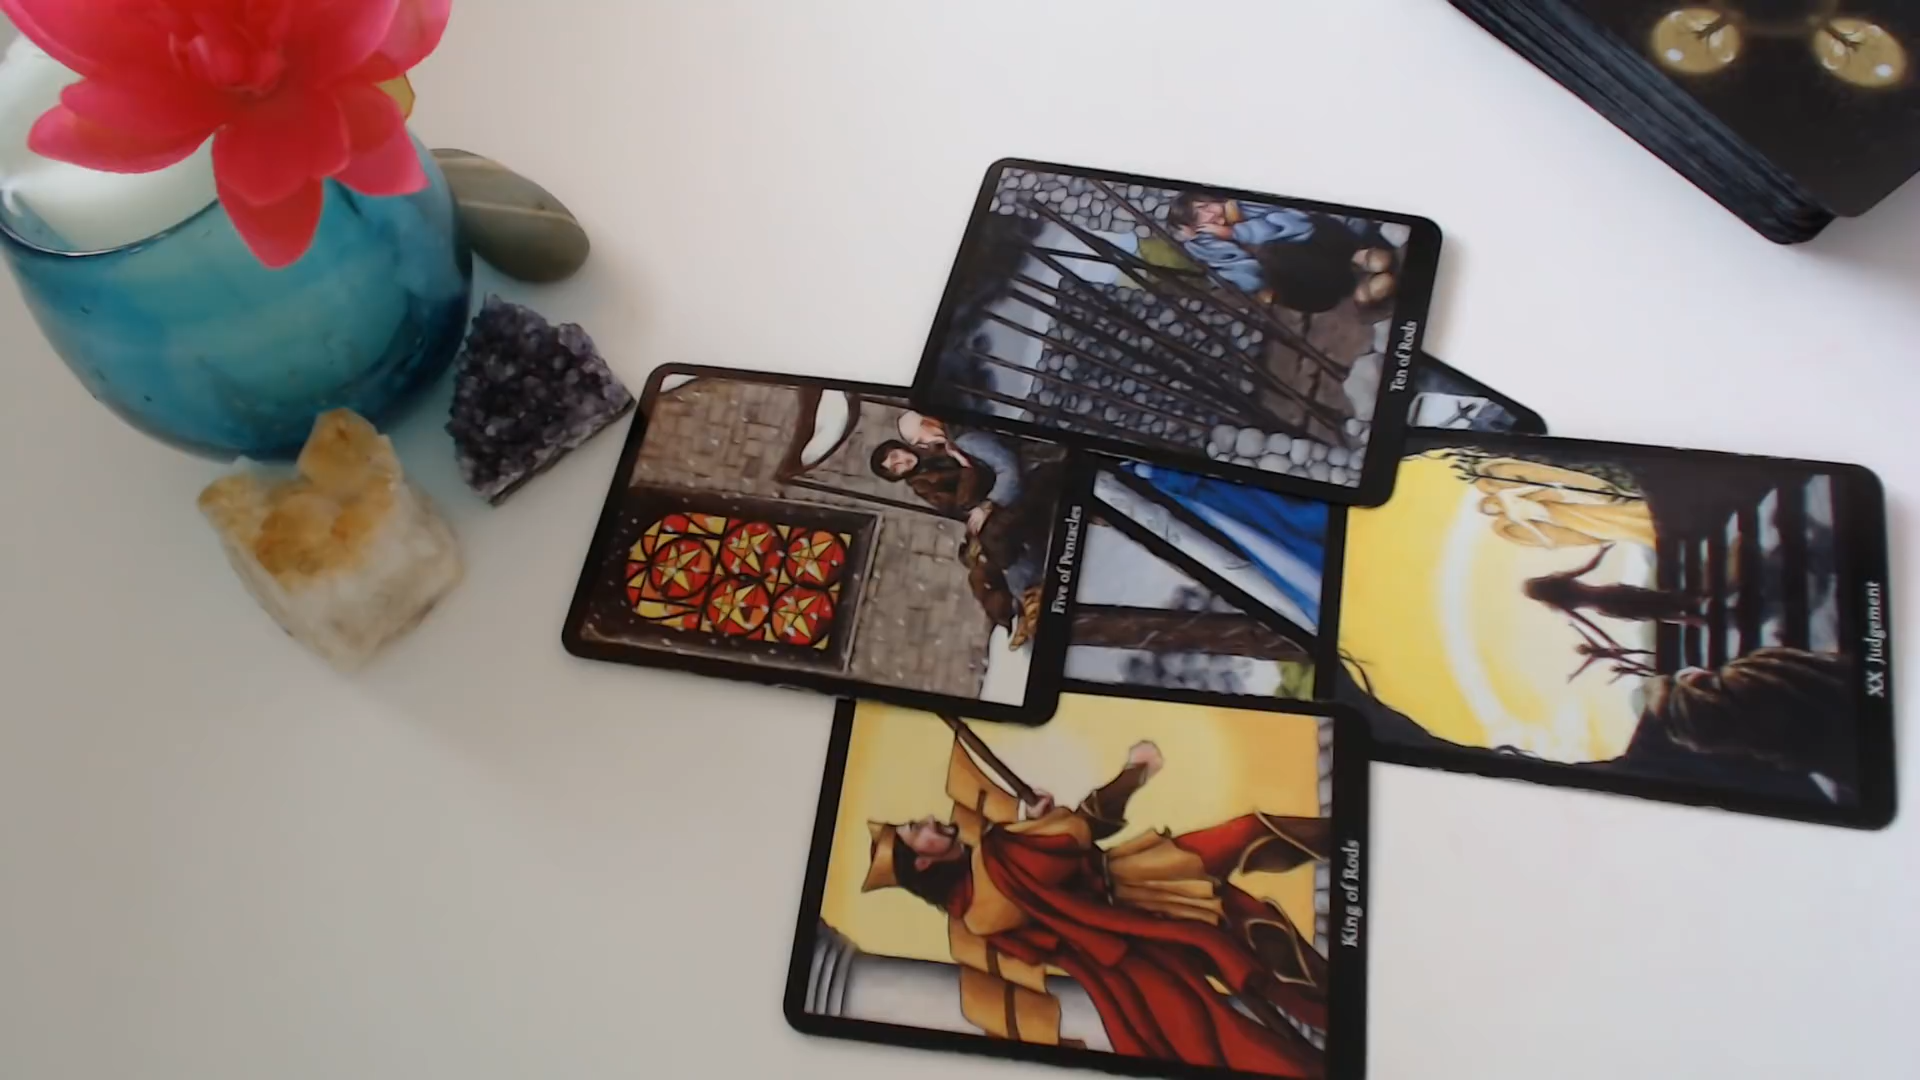 Ten of Rods
Five of Pentacles
XX Judgement
King of Rods